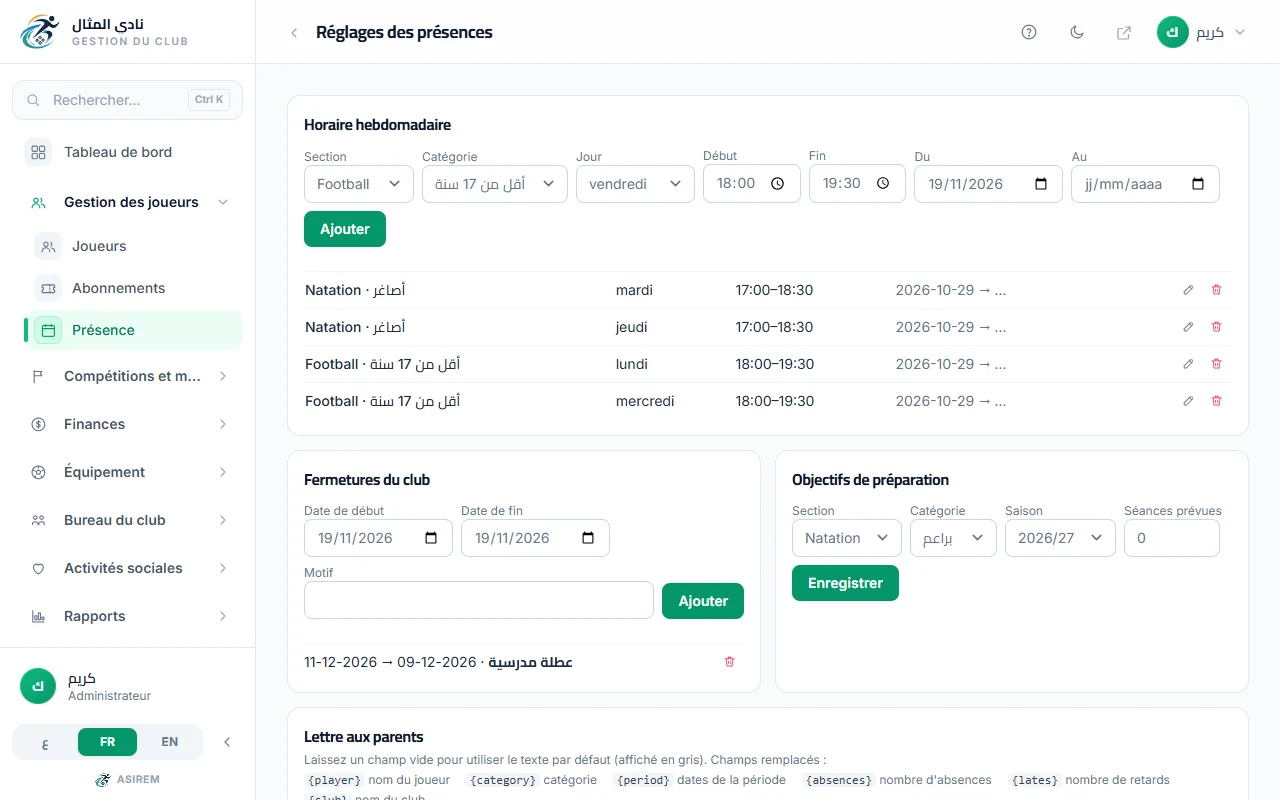 نادي المثال
GESTION DU CLUB
Rechercher...
Ctrl K
Tableau de bord
Gestion des joueurs
Joueurs
Abonnements
Présence
Compétitions et m...
Finances
Équipement
Bureau du club
Activités sociales
Rapports
ك
كريم
Administrateur
ع
FR
EN
ASIREM
Réglages des présences
ك
كريم
Horaire hebdomadaire
Section Catégorie Jour Début Fin Du Au
Football أقل من 17 سنة vendredi 18:00 19:30 19/11/2026 jj/mm/aaaa
Ajouter
Natation · أصاغر mardi 17:00–18:30 2026-10-29 → ...
Natation · أصاغر jeudi 17:00–18:30 2026-10-29 → ...
Football · أقل من 17 سنة lundi 18:00–19:30 2026-10-29 → ...
Football · أقل من 17 سنة mercredi 18:00–19:30 2026-10-29 → ...
Fermetures du club
Date de début Date de fin
19/11/2026 19/11/2026
Motif
Ajouter
11-12-2026 → 09-12-2026 · عطلة مدرسية
Objectifs de préparation
Section Catégorie Saison Séances prévues
Natation براعم 2026/27 0
Enregistrer
Lettre aux parents
Laissez un champ vide pour utiliser le texte par défaut (affiché en gris). Champs remplacés :
{player} nom du joueur {category} catégorie {period} dates de la période {absences} nombre d'absences {lates} nombre de retards
{club} nom du club